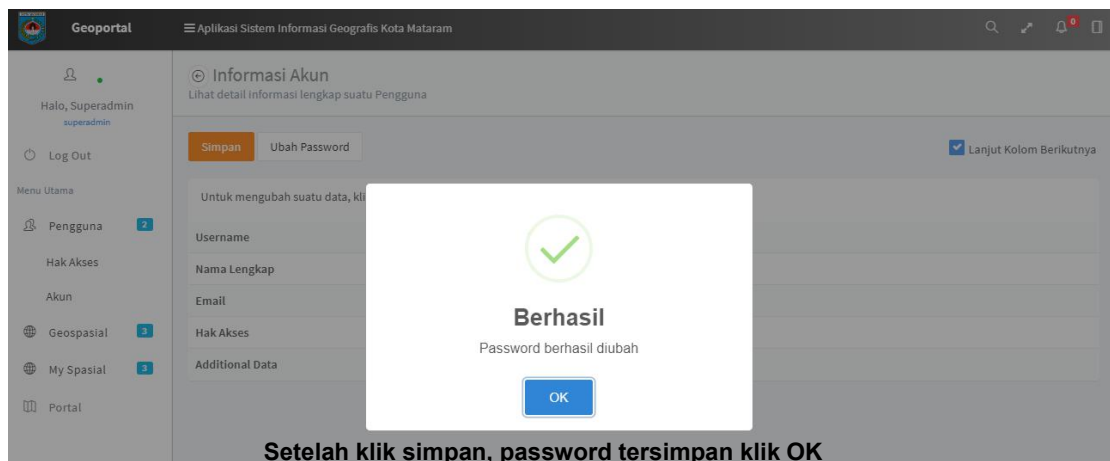 Geoportal
Aplikasi Sistem Informasi Geografis Kota Mataram
0
Halo, Superadmin
superadmin
Log Out
Menu Utama
Pengguna 2
Hak Akses
Akun
Geospasial 3
My Spasial 3
Portal
Informasi Akun
Lihat detail informasi lengkap suatu Pengguna
Simpan Ubah Password
Lanjut Kolom Berikutnya
Untuk mengubah suatu data, kli
Username
Nama Lengkap
Email
Hak Akses
Additional Data
Berhasil
Password berhasil diubah
OK
Setelah klik simpan, password tersimpan klik OK